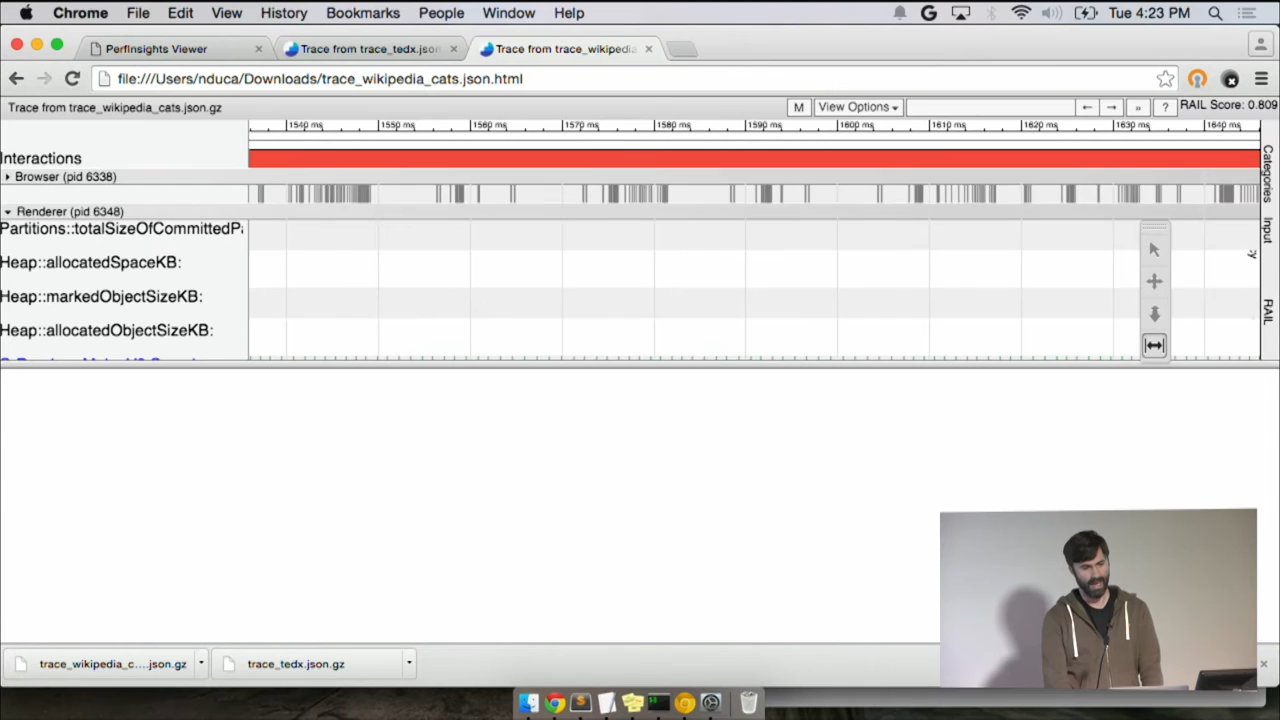 Chrome File Edit View History Bookmarks People Window Help Tue 4:23 PM
PerfInsights Viewer Trace from trace_tedx.json Trace from trace_wikipedia
file:///Users/nduca/Downloads/trace_wikipedia_cats.json.html
Trace from trace_wikipedia_cats.json.gz M View Options ← → » ? RAIL Score: 0.809
1540 ms 1550 ms 1560 ms 1570 ms 1580 ms 1590 ms 1600 ms 1610 ms 1620 ms 1630 ms 1640 ms
Interactions
Browser (pid 6338)
Renderer (pid 6348)
Partitions::totalSizeOfCommittedPa
Heap::allocatedSpaceKB:
Heap::markedObjectSizeKB:
Heap::allocatedObjectSizeKB:
Categories
Input
cy
RAIL
trace_wikipedia_c....json.gz trace_tedx.json.gz